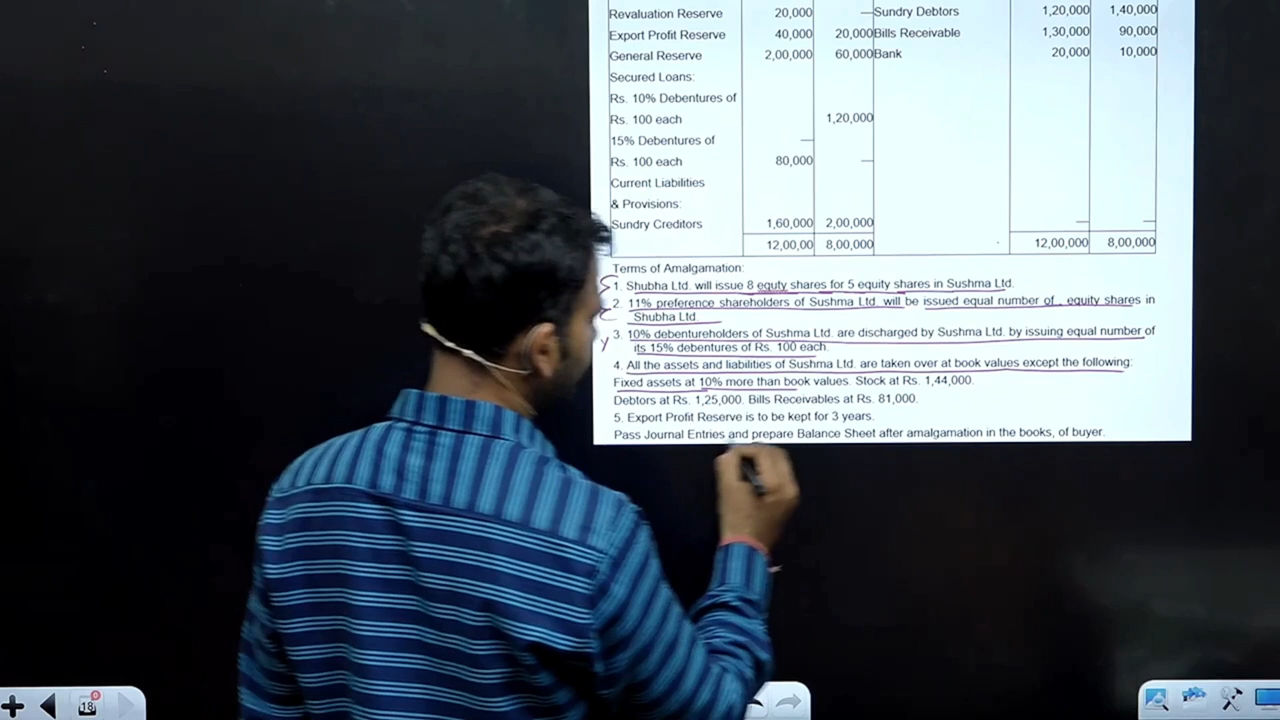 Revaluation Reserve 20,000 — Sundry Debtors 1,20,000 1,40,000
Export Profit Reserve 40,000 20,000 Bills Receivable 1,30,000 90,000
General Reserve 2,00,000 60,000 Bank 20,000 10,000
Secured Loans:
Rs. 10% Debentures of
Rs. 100 each 1,20,000
15% Debentures of —
Rs. 100 each 80,000 —
Current Liabilities
& Provisions:
Sundry Creditors 1,60,000 2,00,000 — —
12,00,00 8,00,000 12,00,000 8,00,000
Terms of Amalgamation:
1. Shubha Ltd. will issue 8 equty shares for 5 equity shares in Sushma Ltd.
2. 11% preference shareholders of Sushma Ltd. will be issued equal number of . equity shares in
Shubha Ltd.
3. 10% debentureholders of Sushma Ltd. are discharged by Sushma Ltd. by issuing equal number of
its 15% debentures of Rs. 100 each.
4. All the assets and liabilities of Sushma Ltd. are taken over at book values except the following:
Fixed assets at 10% more than book values. Stock at Rs. 1,44,000.
Debtors at Rs. 1,25,000. Bills Receivables at Rs. 81,000.
5. Export Profit Reserve is to be kept for 3 years.
Pass Journal Entries and prepare Balance Sheet after amalgamation in the books, of buyer.
18
0